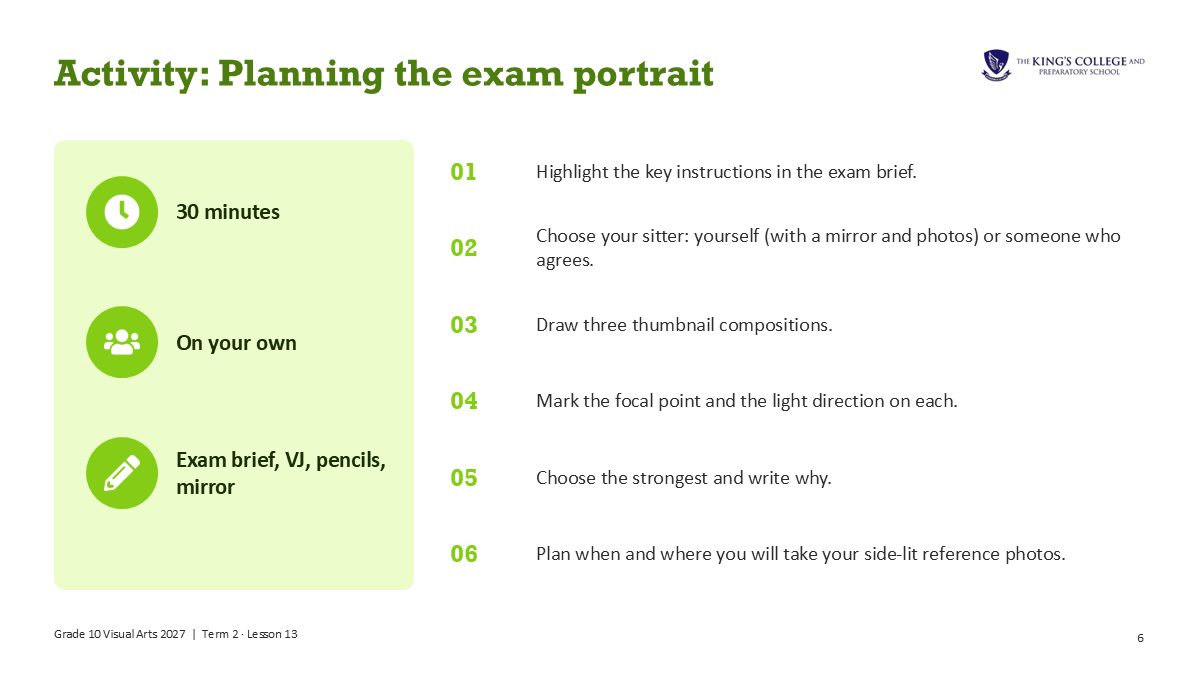 Activity: Planning the exam portrait
THE KING'S COLLEGE AND
PREPARATORY SCHOOL
30 minutes
On your own
Exam brief, VJ, pencils,
mirror
01
Highlight the key instructions in the exam brief.
02
Choose your sitter: yourself (with a mirror and photos) or someone who
agrees.
03
Draw three thumbnail compositions.
04
Mark the focal point and the light direction on each.
05
Choose the strongest and write why.
06
Plan when and where you will take your side-lit reference photos.
Grade 10 Visual Arts 2027 | Term 2 · Lesson 13
6